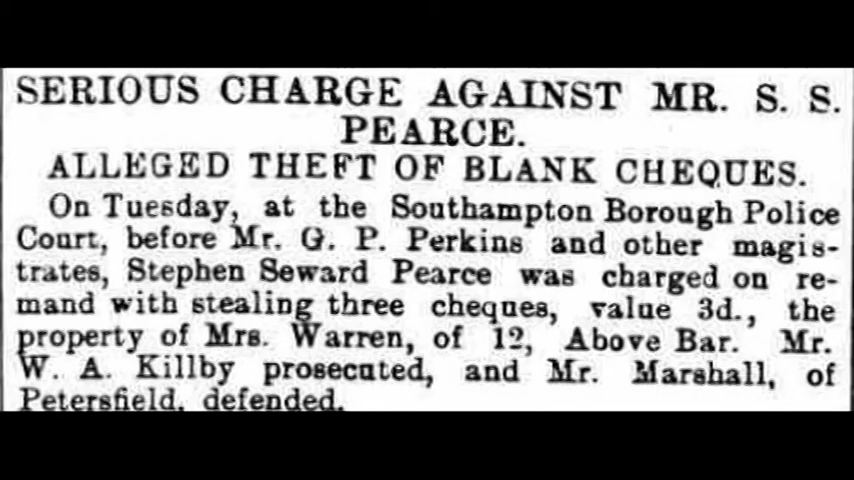 SERIOUS CHARGE AGAINST MR. S. S.
PEARCE.
ALLEGED THEFT OF BLANK CHEQUES.
On Tuesday, at the Southampton Borough Police
Court, before Mr. G. P. Perkins and other magis-
trates, Stephen Seward Pearce was charged on re-
mand with stealing three cheques, value 3d., the
property of Mrs. Warren, of 12, Above Bar. Mr.
W. A. Killby prosecuted, and Mr. Marshall, of
Petersfield, defended.